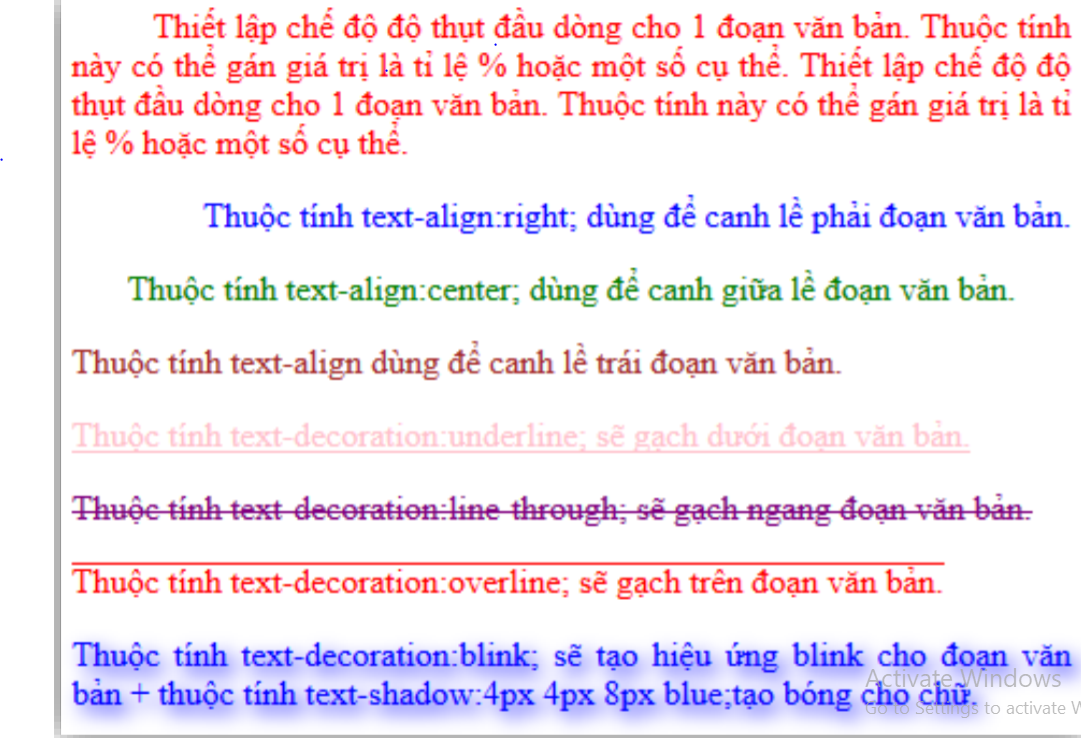 Thiết lập chế độ độ thụt đầu dòng cho 1 đoạn văn bản. Thuộc tính
này có thể gán giá trị là tỉ lệ % hoặc một số cụ thể. Thiết lập chế độ độ
thụt đầu dòng cho 1 đoạn văn bản. Thuộc tính này có thể gán giá trị là tỉ
lệ % hoặc một số cụ thể.
Thuộc tính text-align:right; dùng để canh lề phải đoạn văn bản.
Thuộc tính text-align:center; dùng để canh giữa lề đoạn văn bản.
Thuộc tính text-align dùng để canh lề trái đoạn văn bản.
Thuộc tính text-decoration:underline; sẽ gạch dưới đoạn văn bản.
Thuộc tính text-decoration:line-through; sẽ gạch ngang đoạn văn bản.
Thuộc tính text-decoration:overline; sẽ gạch trên đoạn văn bản.
Thuộc tính text-decoration:blink; sẽ tạo hiệu ứng blink cho đoạn văn
bản + thuộc tính text-shadow:4px 4px 8px blue;tạo bóng cho chữ.
Activate Windows
Go to Settings to activate W